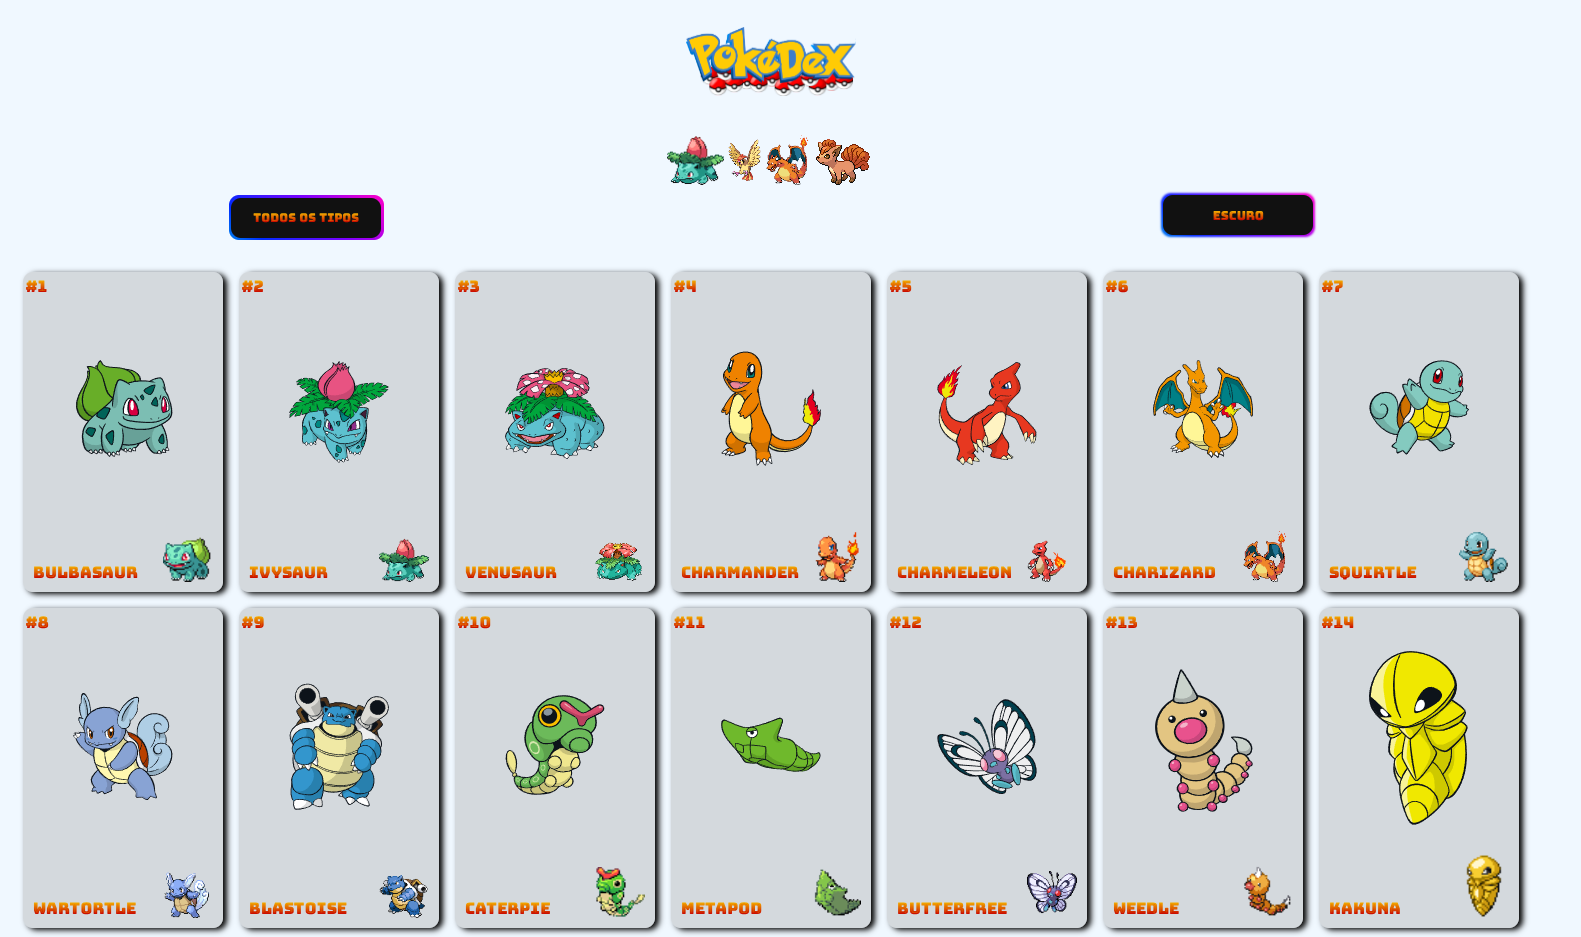 PokéDex
TODOS OS TIPOS
ESCURO
#1
#2
#3
#4
#5
#6
#7
BULBASAUR
IVYSAUR
VENUSAUR
CHARMANDER
CHARMELEON
CHARIZARD
SQUIRTLE
#8
#9
#10
#11
#12
#13
#14
WARTORTLE
BLASTOISE
CATERPIE
METAPOD
BUTTERFREE
WEEDLE
KAKUNA